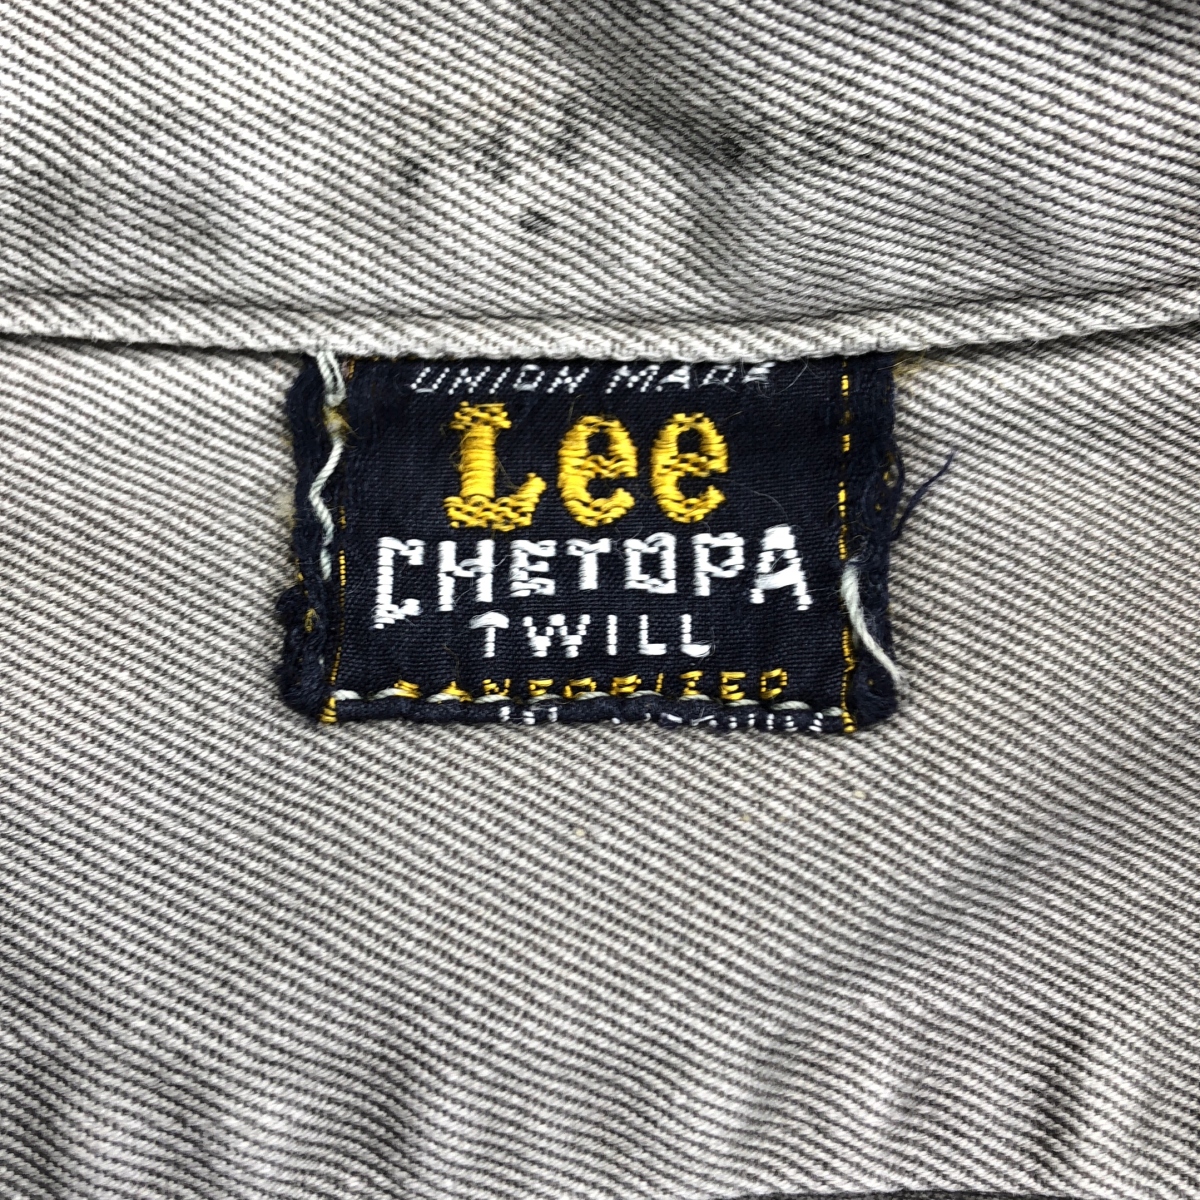 UNION MADE
Lee
CHETOPA
TWILL
SANFORIZED